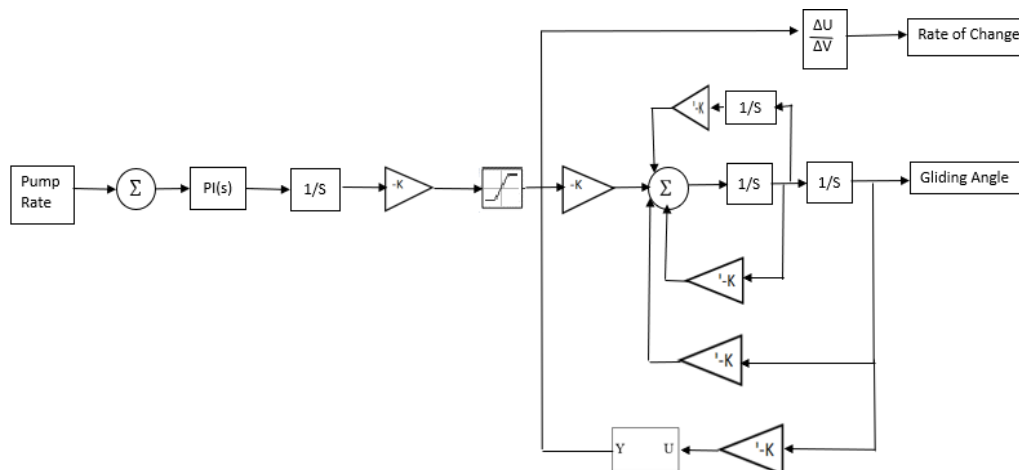 ΔU
ΔV
Rate of Change
'-K
1/S
Pump
Rate
Σ
PI(s)
1/S
-K
-K
Σ
1/S
1/S
Gliding Angle
'-K
'-K
Y U
'-K